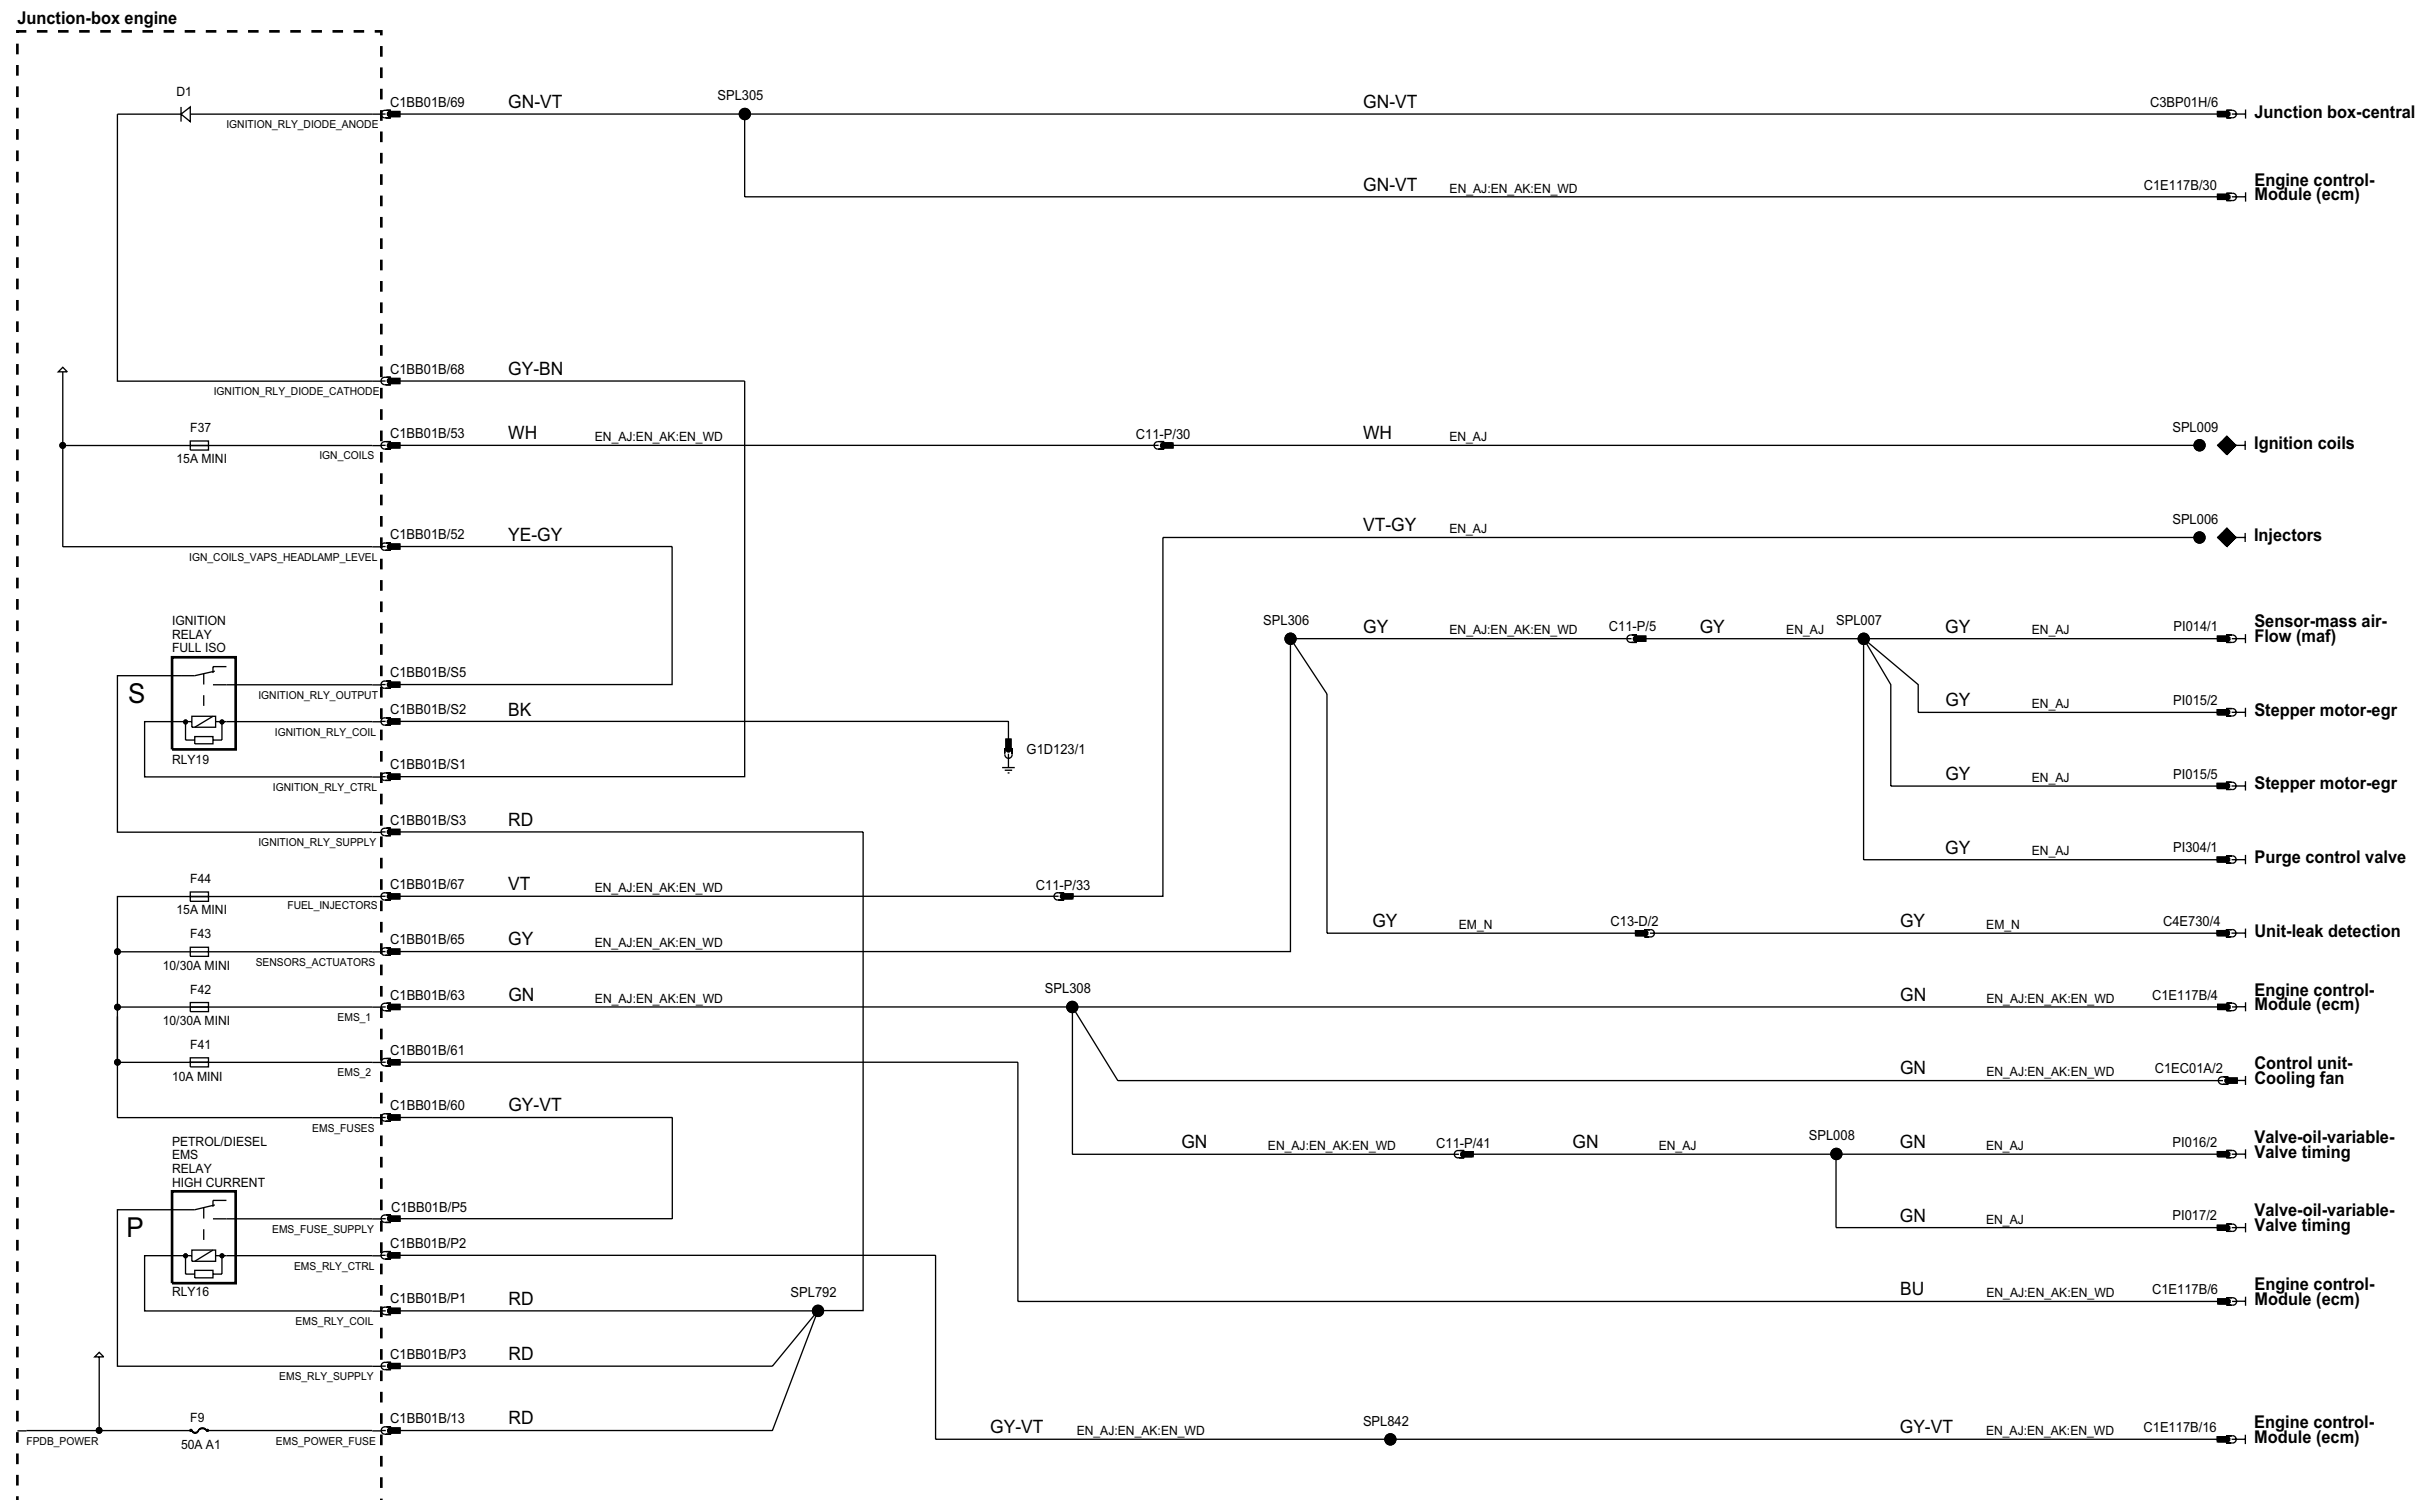 Junction-box engine
D1
IGNITION_RLY_DIODE_ANODE
C1BB01B/69
GN-VT
SPL305
GN-VT
C3BP01H/6
Junction box-central
GN-VT
EN_AJ:EN_AK:EN_WD
C1E117B/30
Engine control-
Module (ecm)
C1BB01B/68
GY-BN
IGNITION_RLY_DIODE_CATHODE
F37
15A MINI
IGN_COILS
C1BB01B/53
WH
EN_AJ:EN_AK:EN_WD
C11-P/30
WH
EN_AJ
SPL009
Ignition coils
C1BB01B/52
YE-GY
IGN_COILS_VAPS_HEADLAMP_LEVEL
VT-GY
EN_AJ
SPL006
Injectors
IGNITION
RELAY
FULL ISO
S
RLY19
C1BB01B/S5
IGNITION_RLY_OUTPUT
C1BB01B/S2
BK
IGNITION_RLY_COIL
G1D123/1
C1BB01B/S1
IGNITION_RLY_CTRL
C1BB01B/S3
RD
IGNITION_RLY_SUPPLY
SPL306
GY
EN_AJ:EN_AK:EN_WD
C11-P/5
GY
EN_AJ
SPL007
GY
EN_AJ
PI014/1
Sensor-mass air-
Flow (maf)
GY
EN_AJ
PI015/2
Stepper motor-egr
GY
EN_AJ
PI015/5
Stepper motor-egr
GY
EN_AJ
PI304/1
Purge control valve
F44
15A MINI
FUEL_INJECTORS
C1BB01B/67
VT
EN_AJ:EN_AK:EN_WD
C11-P/33
F43
10/30A MINI
SENSORS_ACTUATORS
C1BB01B/65
GY
EN_AJ:EN_AK:EN_WD
GY
EM_N
C13-D/2
GY
EM_N
C4E730/4
Unit-leak detection
F42
10/30A MINI
EMS_1
C1BB01B/63
GN
EN_AJ:EN_AK:EN_WD
SPL308
GN
EN_AJ:EN_AK:EN_WD
C1E117B/4
Engine control-
Module (ecm)
F41
10A MINI
EMS_2
C1BB01B/61
GN
EN_AJ:EN_AK:EN_WD
C1EC01A/2
Control unit-
Cooling fan
C1BB01B/60
GY-VT
EMS_FUSES
GN
EN_AJ:EN_AK:EN_WD
C11-P/41
GN
EN_AJ
SPL008
GN
EN_AJ
PI016/2
Valve-oil-variable-
Valve timing
PETROL/DIESEL
EMS
RELAY
HIGH CURRENT
P
RLY16
C1BB01B/P5
EMS_FUSE_SUPPLY
GN
EN_AJ
PI017/2
Valve-oil-variable-
Valve timing
C1BB01B/P2
EMS_RLY_CTRL
C1BB01B/P1
RD
EMS_RLY_COIL
SPL792
BU
EN_AJ:EN_AK:EN_WD
C1E117B/6
Engine control-
Module (ecm)
C1BB01B/P3
RD
EMS_RLY_SUPPLY
F9
50A A1
FPDB_POWER
EMS_POWER_FUSE
C1BB01B/13
RD
GY-VT
EN_AJ:EN_AK:EN_WD
SPL842
GY-VT
EN_AJ:EN_AK:EN_WD
C1E117B/16
Engine control-
Module (ecm)